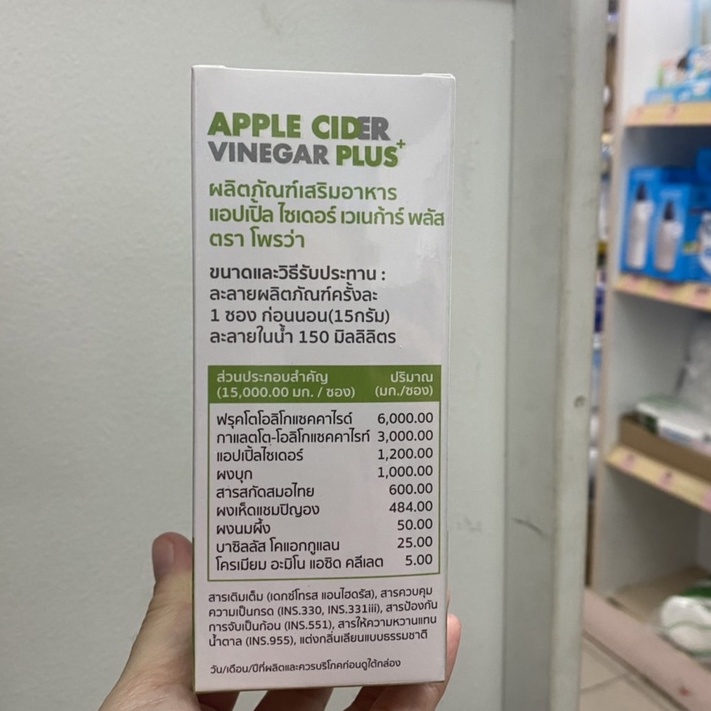 APPLE CIDER
VINEGAR PLUS+
ผลิตภัณฑ์เสริมอาหาร
แอปเปิ้ล ไซเดอร์ เวเนก้าร์ พลัส
ตรา โพรว่า
ขนาดและวิธีรับประทาน :
ละลายผลิตภัณฑ์ครั้งละ
1 ซอง ก่อนนอน(15กรัม)
ละลายในน้ำ 150 มิลลิลิตร
ส่วนประกอบสำคัญ ปริมาณ
(15,000.00 มก. / ซอง) (มก./ซอง)
ฟรุคโตโอลิโกแซคคาไรด์ 6,000.00
กาแลตโต-โอลิโกแซคคาไรท์ 3,000.00
แอปเปิ้ลไซเดอร์ 1,200.00
ผงบุก 1,000.00
สารสกัดสมอไทย 600.00
ผงเห็ดแชมปิญอง 484.00
ผงนมผึ้ง 50.00
บาซิลลัส โคแอกกูแลน 25.00
โครเมียม อะมิโน แอซิด คลีเลต 5.00
สารเติมเต็ม (เดกซ์โทรส แอนไฮดรัส), สารควบคุม
ความเป็นกรด (INS.330, INS.331iii), สารป้องกัน
การจับเป็นก้อน (INS.551), สารให้ความหวานแทน
น้ำตาล (INS.955), แต่งกลิ่นเลียนแบบธรรมชาติ
วัน/เดือน/ปีที่ผลิตและควรบริโภคก่อนดูใต้กล่อง